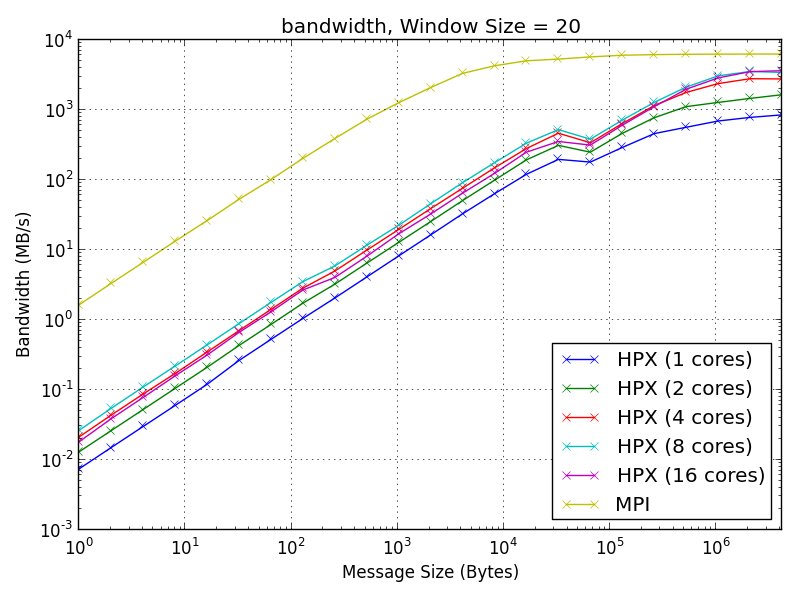 bandwidth, Window Size = 20
Bandwidth (MB/s)
10^4
10^3
10^2
10^1
10^0
10^-1
10^-2
10^-3
HPX (1 cores)
HPX (2 cores)
HPX (4 cores)
HPX (8 cores)
HPX (16 cores)
MPI
10^0 10^1 10^2 10^3 10^4 10^5 10^6
Message Size (Bytes)